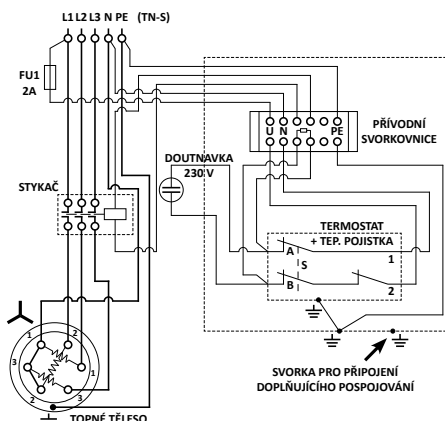 L1 L2 L3 N PE (TN-S)
FU1
2A
U N PE
PŘÍVODNÍ
SVORKOVNICE
DOUTNAVKA
230 V
STYKAČ
TERMOSTAT
+ TEP. POJISTKA
A
1
S
B
2
1
2
3
1
2
3
SVORKA PRO PŘIPOJENÍ
DOPLŇUJÍCÍHO POSPOJOVÁNÍ
TOPNÉ TĚLESO